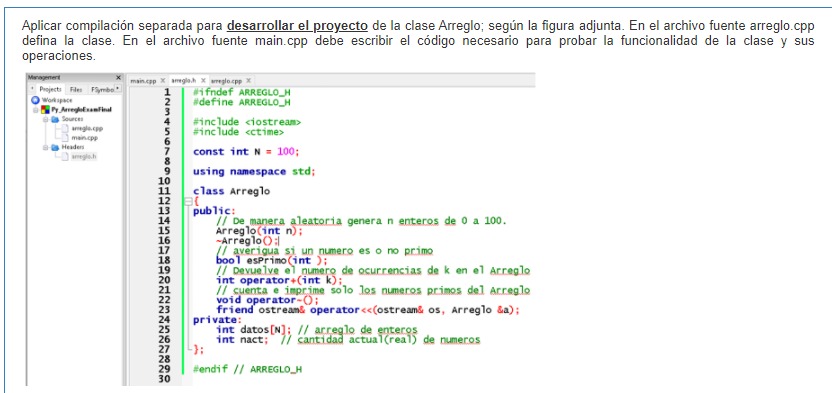 Aplicar compilación separada para desarrollar el proyecto de la clase Arreglo; según la figura adjunta. En el archivo fuente arreglo.cpp
defina la clase. En el archivo fuente main.cpp debe escribir el código necesario para probar la funcionalidad de la clase y sus
operaciones.
Management X main.cpp X arreglo.h X arreglo.cpp X
Projects Files FSymbo
Workspace
Py_ArregloExamFinal
Sources
arreglo.cpp
main.cpp
Headers
arreglo.h
1 #ifndef ARREGLO_H
2 #define ARREGLO_H
3
4 #include <iostream>
5 #include <ctime>
6
7 const int N = 100;
8
9 using namespace std;
10
11 class Arreglo
12 {
13 public:
14 // De manera aleatoria genera n enteros de 0 a 100.
15 Arreglo(int n);
16 ~Arreglo();
17 // averigua si un numero es o no primo
18 bool esPrimo(int );
19 // Devuelve el numero de ocurrencias de k en el Arreglo
20 int operator+(int k);
21 // cuenta e imprime solo los numeros primos del Arreglo
22 void operator-();
23 friend ostream& operator<<(ostream& os, Arreglo &a);
24 private:
25 int datos[N]; // arreglo de enteros
26 int nact; // cantidad actual(real) de numeros
27 };
28
29 #endif // ARREGLO_H
30